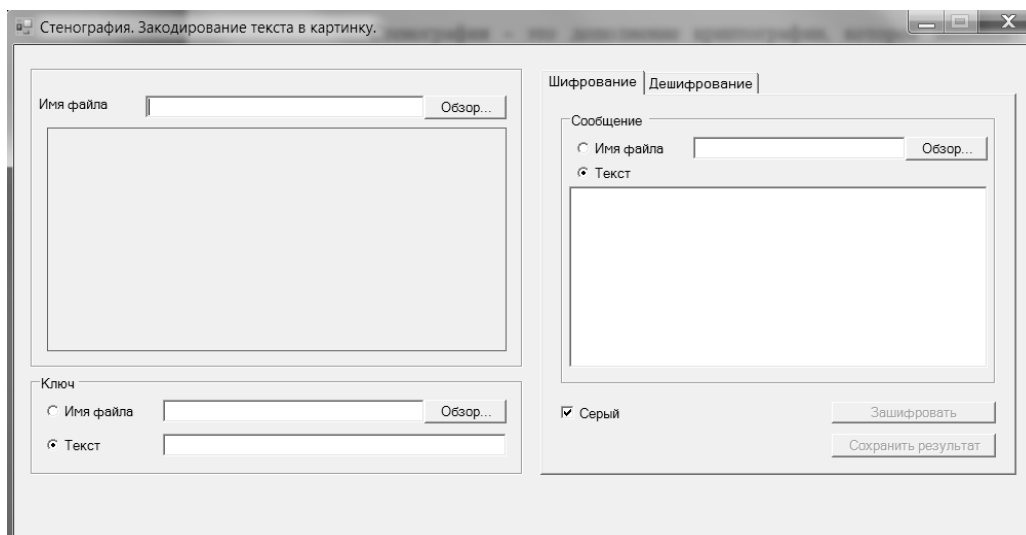 Стенография. Закодирование текста в картинку.
Имя файла
Обзор...
Ключ
Имя файла
Обзор...
Текст
Шифрование
Дешифрование
Сообщение
Имя файла
Обзор...
Текст
Серый
Зашифровать
Сохранить результат